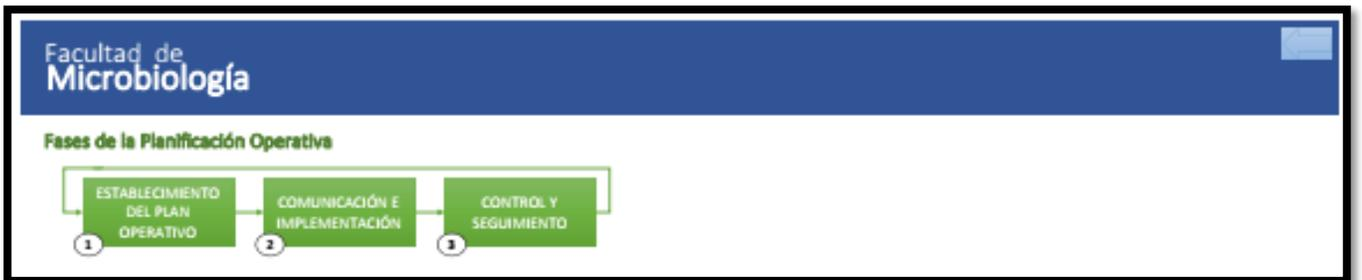 Facultad de
Microbiología
Fases de la Planificación Operativa
ESTABLECIMIENTO
DEL PLAN
OPERATIVO
1
COMUNICACIÓN E
IMPLEMENTACIÓN
2
CONTROL Y
SEGUIMIENTO
3